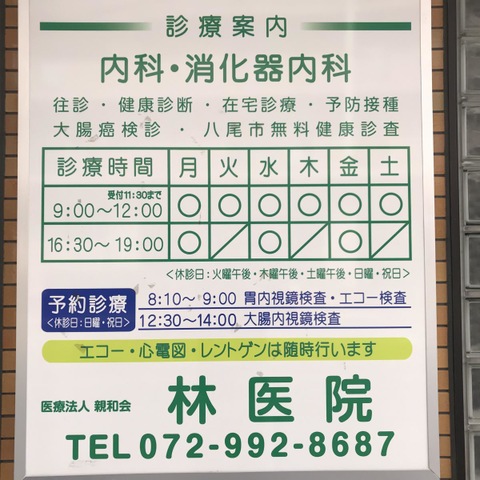 診療案内
内科・消化器内科
往診・健康診断・在宅診療・予防接種
大腸癌検診・八尾市無料健康診査
診療時間 月 火 水 木 金 土
受付11:30まで
9:00〜12:00 ○ ○ ○ ○ ○ ○
16:30〜19:00 ○ ／ ○ ／ ○ ／
<休診日:火曜午後・木曜午後・土曜午後・日曜・祝日>
予約診療 8:10〜9:00 胃内視鏡検査・エコー検査
<休診日:日曜・祝日> 12:30〜14:00 大腸内視鏡検査
エコー・心電図・レントゲンは随時行います
医療法人 親和会 林医院
TEL 072-992-8687